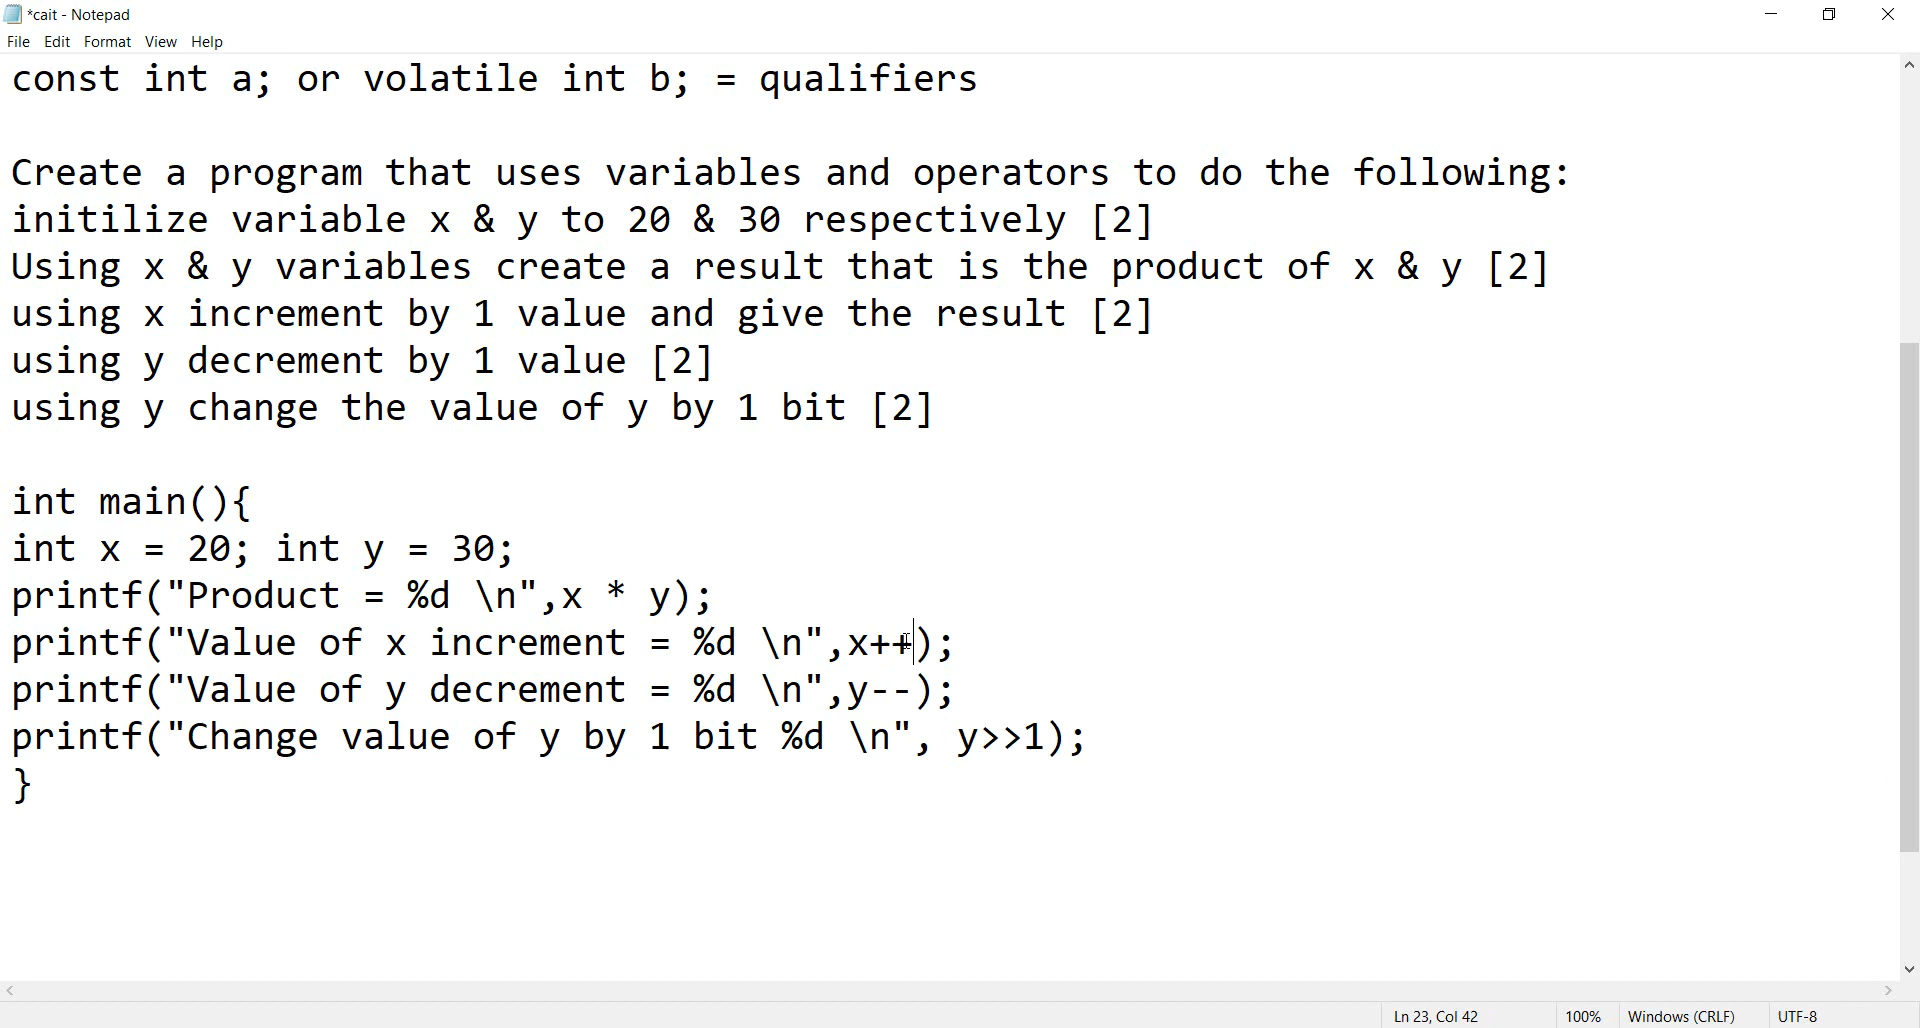 *cait - Notepad
File Edit Format View Help
const int a; or volatile int b; = qualifiers
Create a program that uses variables and operators to do the following:
initilize variable x & y to 20 & 30 respectively [2]
Using x & y variables create a result that is the product of x & y [2]
using x increment by 1 value and give the result [2]
using y decrement by 1 value [2]
using y change the value of y by 1 bit [2]
int main(){
int x = 20; int y = 30;
printf("Product = %d \n",x * y);
printf("Value of x increment = %d \n",x++);
printf("Value of y decrement = %d \n",y--);
printf("Change value of y by 1 bit %d \n", y>>1);
}
Ln 23, Col 42 100% Windows (CRLF) UTF-8